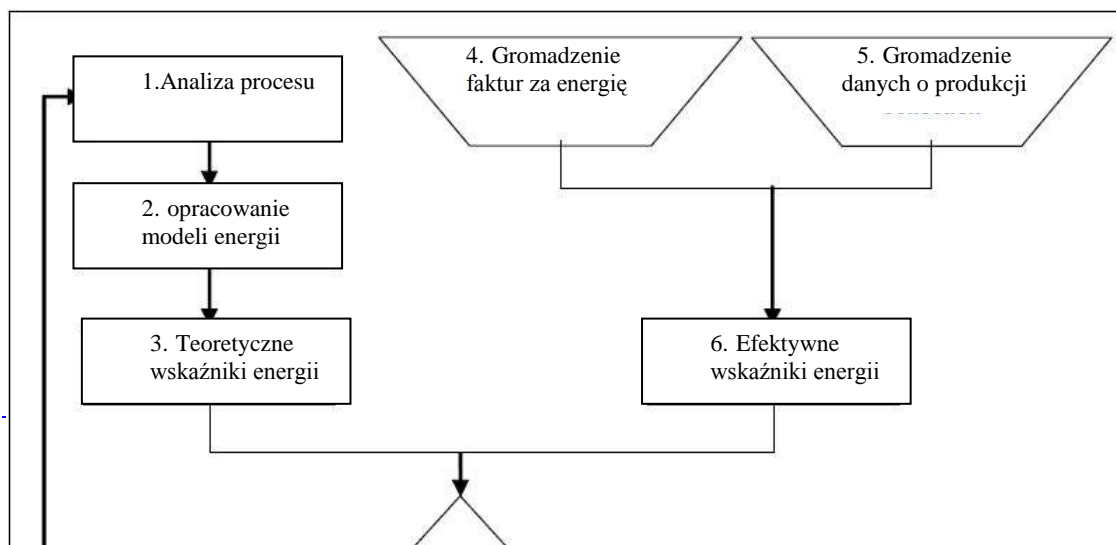 1.Analiza procesu
4. Gromadzenie
faktur za energię
5. Gromadzenie
danych o produkcji
2. opracowanie
modeli energii
3. Teoretyczne
wskaźniki energii
6. Efektywne
wskaźniki energii